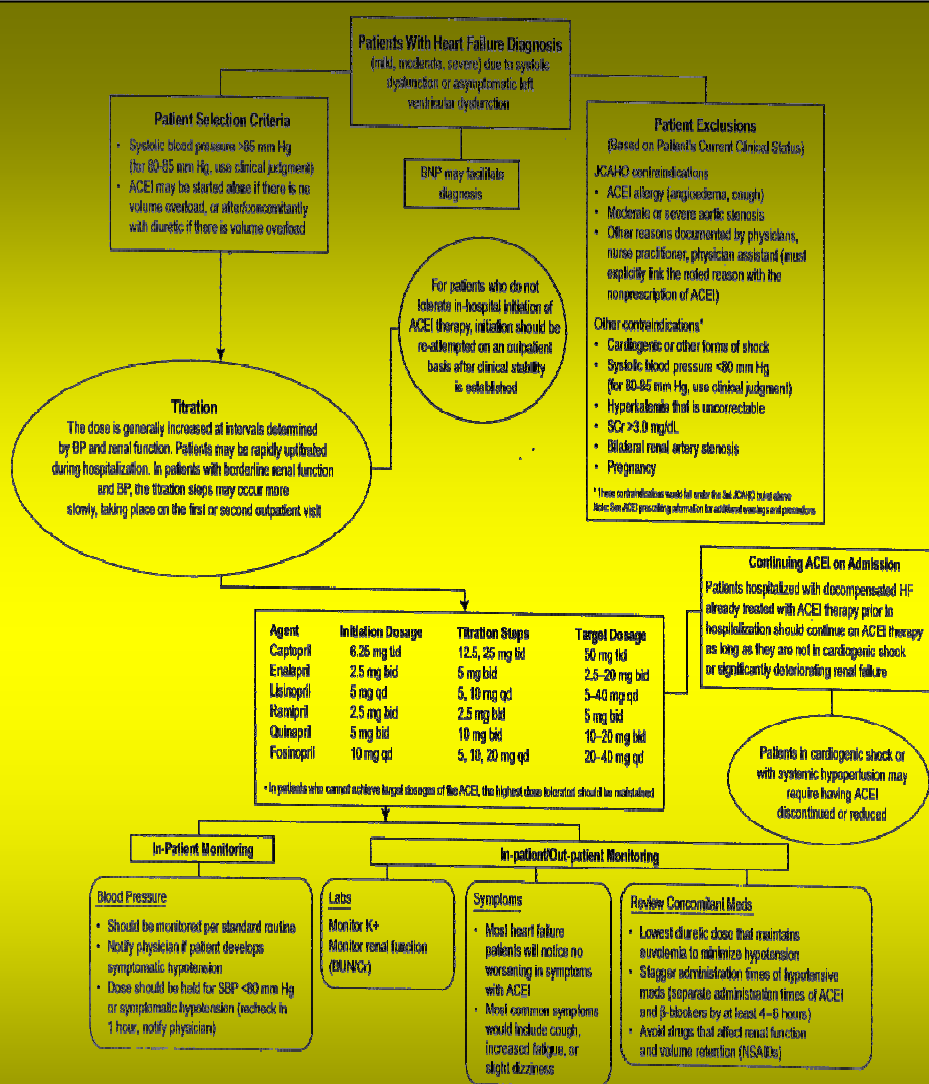 Patients With Heart Failure Diagnosis
(mild, moderate, severe) due to systolic
dysfunction or asymptomatic left
ventricular dysfunction
Patient Selection Criteria
• Systolic blood pressure >85 mm Hg
(for 80-85 mm Hg, use clinical judgment)
• ACEI may be started alone if there is no
volume overload, or after/concomitantly
with diuretic if there is volume overload
BNP may facilitate
diagnosis
Patient Exclusions
(Based on Patient's Current Clinical Status)
JCAHO contraindications
• ACEI allergy (angioedema, cough)
• Moderate or severe aortic stenosis
• Other reasons documented by physicians,
nurse practitioner, physician assistant (must
explicitly link the noted reason with the
nonprescription of ACEI)
Other contraindications*
• Cardiogenic or other forms of shock
• Systolic blood pressure <80 mm Hg
(for 80-85 mm Hg, use clinical judgment)
• Hyperkalemia that is uncorrectable
• SCr >3.0 mg/dL
• Bilateral renal artery stenosis
• Pregnancy
* These contraindications would fall under the 3rd JCAHO bullet above
Note: See ACEI prescribing information for additional warnings and precautions
For patients who do not
tolerate in-hospital initiation of
ACEI therapy, initiation should be
re-attempted on an outpatient
basis after clinical stability
is established
Titration
The dose is generally increased at intervals determined
by BP and renal function. Patients may be rapidly uptitrated
during hospitalization. In patients with borderline renal function
and BP, the titration steps may occur more
slowly, taking place on the first or second outpatient visit
Continuing ACEI on Admission
Patients hospitalized with decompensated HF
already treated with ACEI therapy prior to
hospitalization should continue on ACEI therapy
as long as they are not in cardiogenic shock
or significantly deteriorating renal failure
Agent Initiation Dosage Titration Steps Target Dosage
Captopril 6.25 mg tid 12.5, 25 mg tid 50 mg tid
Enalapril 2.5 mg bid 5 mg bid 2.5–20 mg bid
Lisinopril 5 mg qd 5, 10 mg qd 5–40 mg qd
Ramipril 2.5 mg bid 2.5 mg bid 5 mg bid
Quinapril 5 mg bid 10 mg bid 10–20 mg bid
Fosinopril 10 mg qd 5, 10, 20 mg qd 20–40 mg qd
• In patients who cannot achieve target dosages of the ACEI, the highest dose tolerated should be maintained
Patients in cardiogenic shock or
with systemic hypoperfusion may
require having ACEI
discontinued or reduced
In-Patient Monitoring
In-patient/Out-patient Monitoring
Blood Pressure
• Should be monitored per standard routine
• Notify physician if patient develops
symptomatic hypotension
• Dose should be held for SBP <80 mm Hg
or symptomatic hypotension (recheck in
1 hour, notify physician)
Labs
Monitor K+
Monitor renal function
(BUN/Cr)
Symptoms
• Most heart failure
patients will notice no
worsening in symptoms
with ACEI
• Most common symptoms
would include cough,
increased fatigue, or
slight dizziness
Review Concomitant Meds
• Lowest diuretic dose that maintains
euvolemia to minimize hypotension
• Stagger administration times of hypotensive
meds (separate administration times of ACEI
and β-blockers by at least 4–6 hours)
• Avoid drugs that affect renal function
and volume retention (NSAIDs)